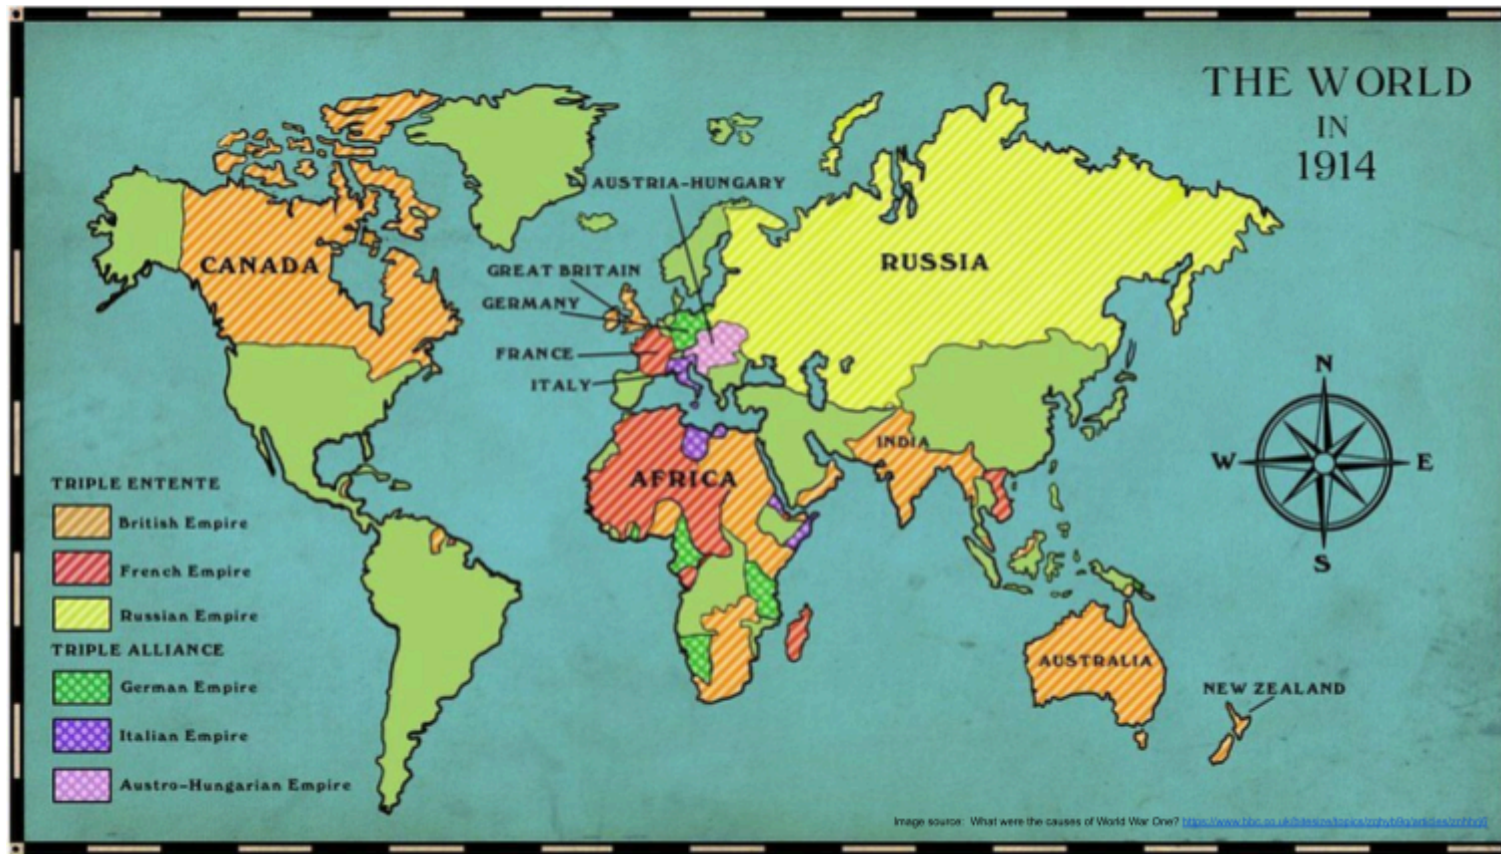 THE WORLD
IN
1914
AUSTRIA-HUNGARY
CANADA
GREAT BRITAIN
RUSSIA
GERMANY
FRANCE
ITALY
N
INDIA
W
E
AFRICA
S
TRIPLE ENTENTE
British Empire
French Empire
Russian Empire
TRIPLE ALLIANCE
German Empire
Italian Empire
Austro-Hungarian Empire
AUSTRALIA
NEW ZEALAND
Image source: What were the causes of World War One?